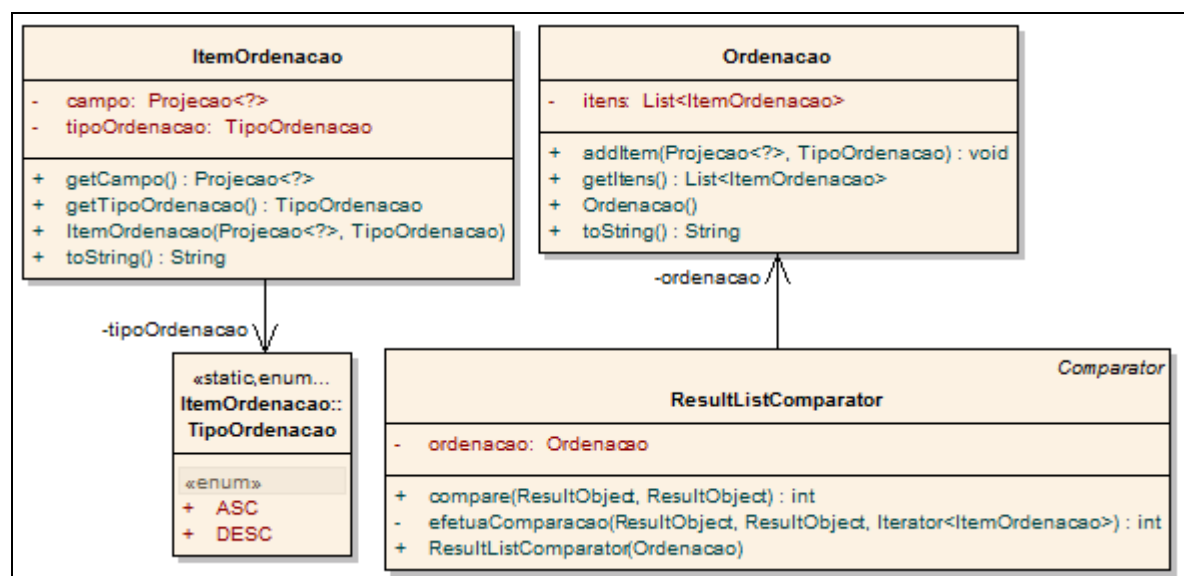 ItemOrdenacao
- campo: Projecao<?>
- tipoOrdenacao: TipoOrdenacao
+ getCampo() : Projecao<?>
+ getTipoOrdenacao() : TipoOrdenacao
+ ItemOrdenacao(Projecao<?>, TipoOrdenacao)
+ toString() : String
Ordenacao
- itens: List<ItemOrdenacao>
+ addItem(Projecao<?>, TipoOrdenacao) : void
+ getItens() : List<ItemOrdenacao>
+ Ordenacao()
+ toString() : String
-tipoOrdenacao
-ordenacao
«static,enum...
ItemOrdenacao::
TipoOrdenacao
«enum»
+ ASC
+ DESC
Comparator
ResultListComparator
- ordenacao: Ordenacao
+ compare(ResultObject, ResultObject) : int
- efetuaComparacao(ResultObject, ResultObject, Iterator<ItemOrdenacao>) : int
+ ResultListComparator(Ordenacao)